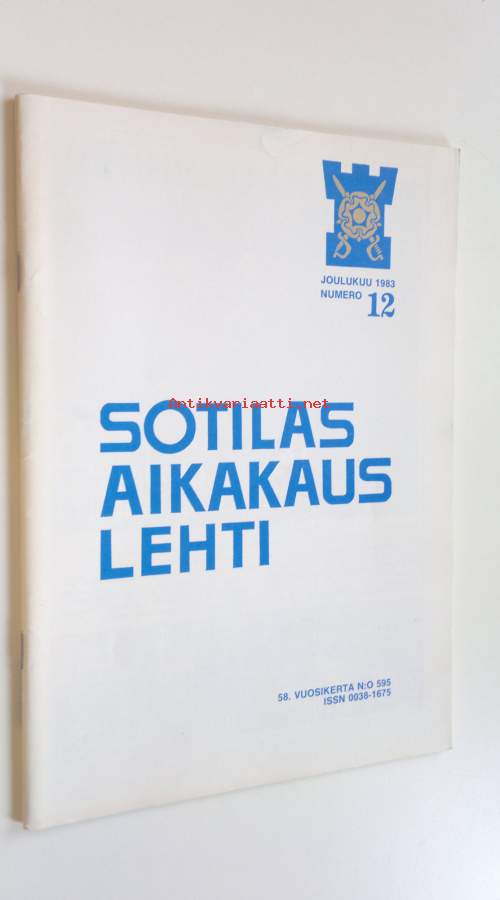 JOULUKUU 1983
NUMERO 12
Antikvariaatti.net
SOTILAS
AIKAKAUS
LEHTI
58. VUOSIKERTA N:O 595
ISSN 0038-1675